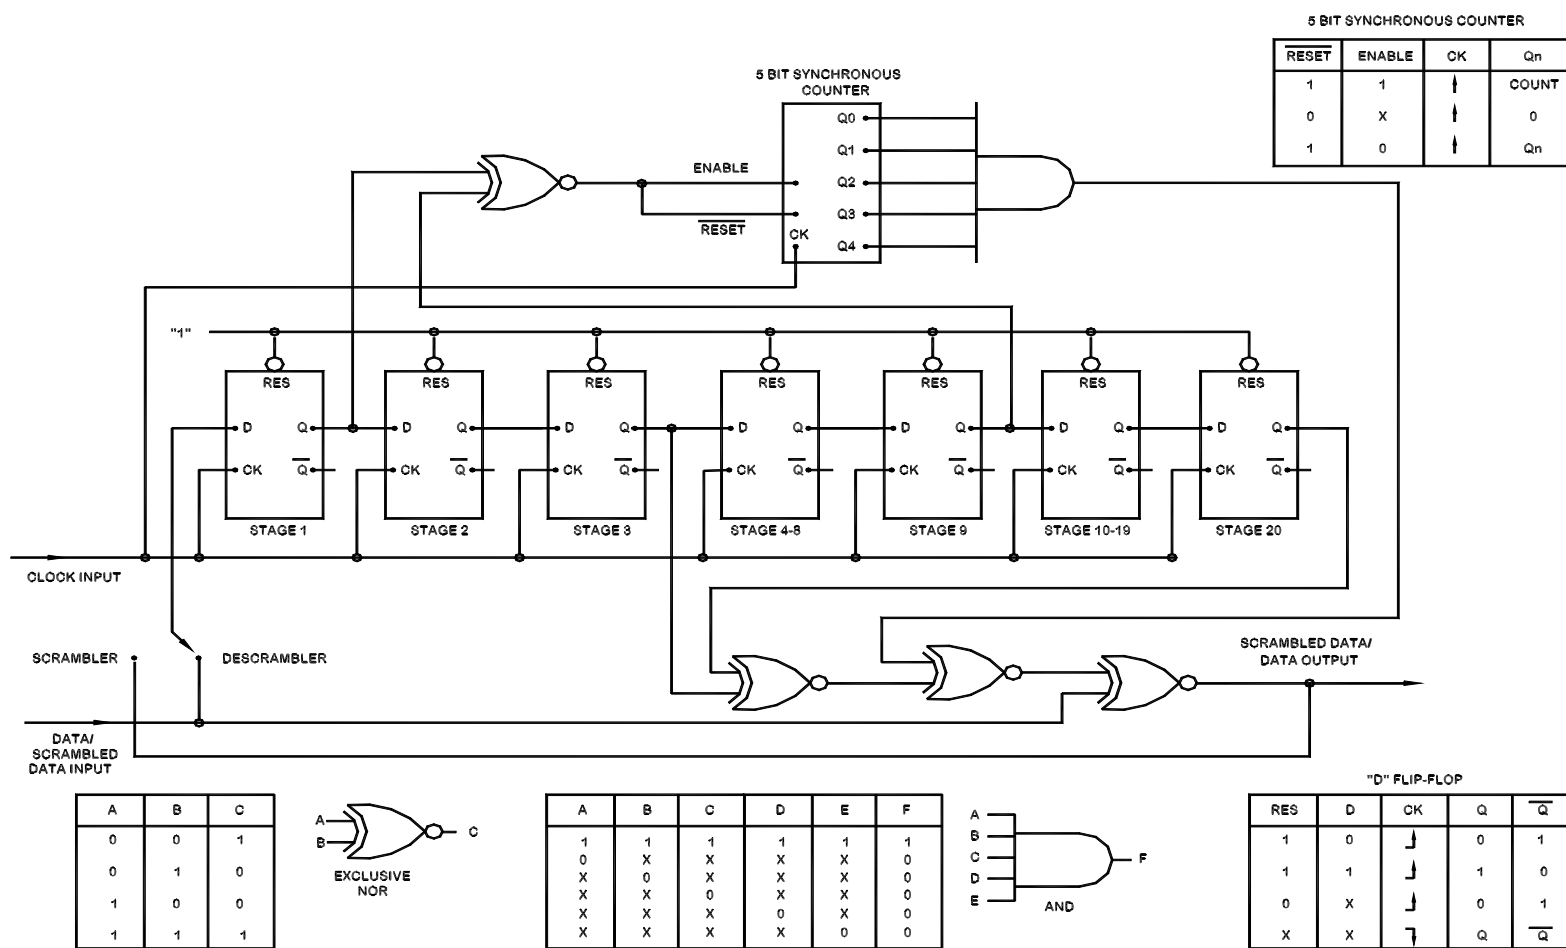 5 BIT SYNCHRONOUS COUNTER
RESET ENABLE CK Qn
1 1 COUNT
0 X 0
1 0 Qn
5 BIT SYNCHRONOUS
COUNTER
Q0
Q1
Q2
Q3
Q4
ENABLE
RESET
CK
"1"
RES RES RES RES RES RES RES
D Q D Q D Q D Q D Q D Q D Q
CK Q CK Q CK Q CK Q CK Q CK Q CK Q
STAGE 1 STAGE 2 STAGE 3 STAGE 4-8 STAGE 9 STAGE 10-19 STAGE 20
CLOCK INPUT
SCRAMBLER DESCRAMBLER
SCRAMBLED DATA/
DATA OUTPUT
DATA/
SCRAMBLED
DATA INPUT
A B C
0 0 1
0 1 0
1 0 0
1 1 1
A
B
C
EXCLUSIVE
NOR
A B C D E F
1 1 1 1 1 1
0 X X X X 0
X 0 X X X 0
X X 0 X X 0
X X X 0 X 0
X X X X 0 0
A
B
C
D
E
F
AND
"D" FLIP-FLOP
RES D CK Q Q
1 0 0 1
1 1 1 0
0 X 0 1
X X Q Q